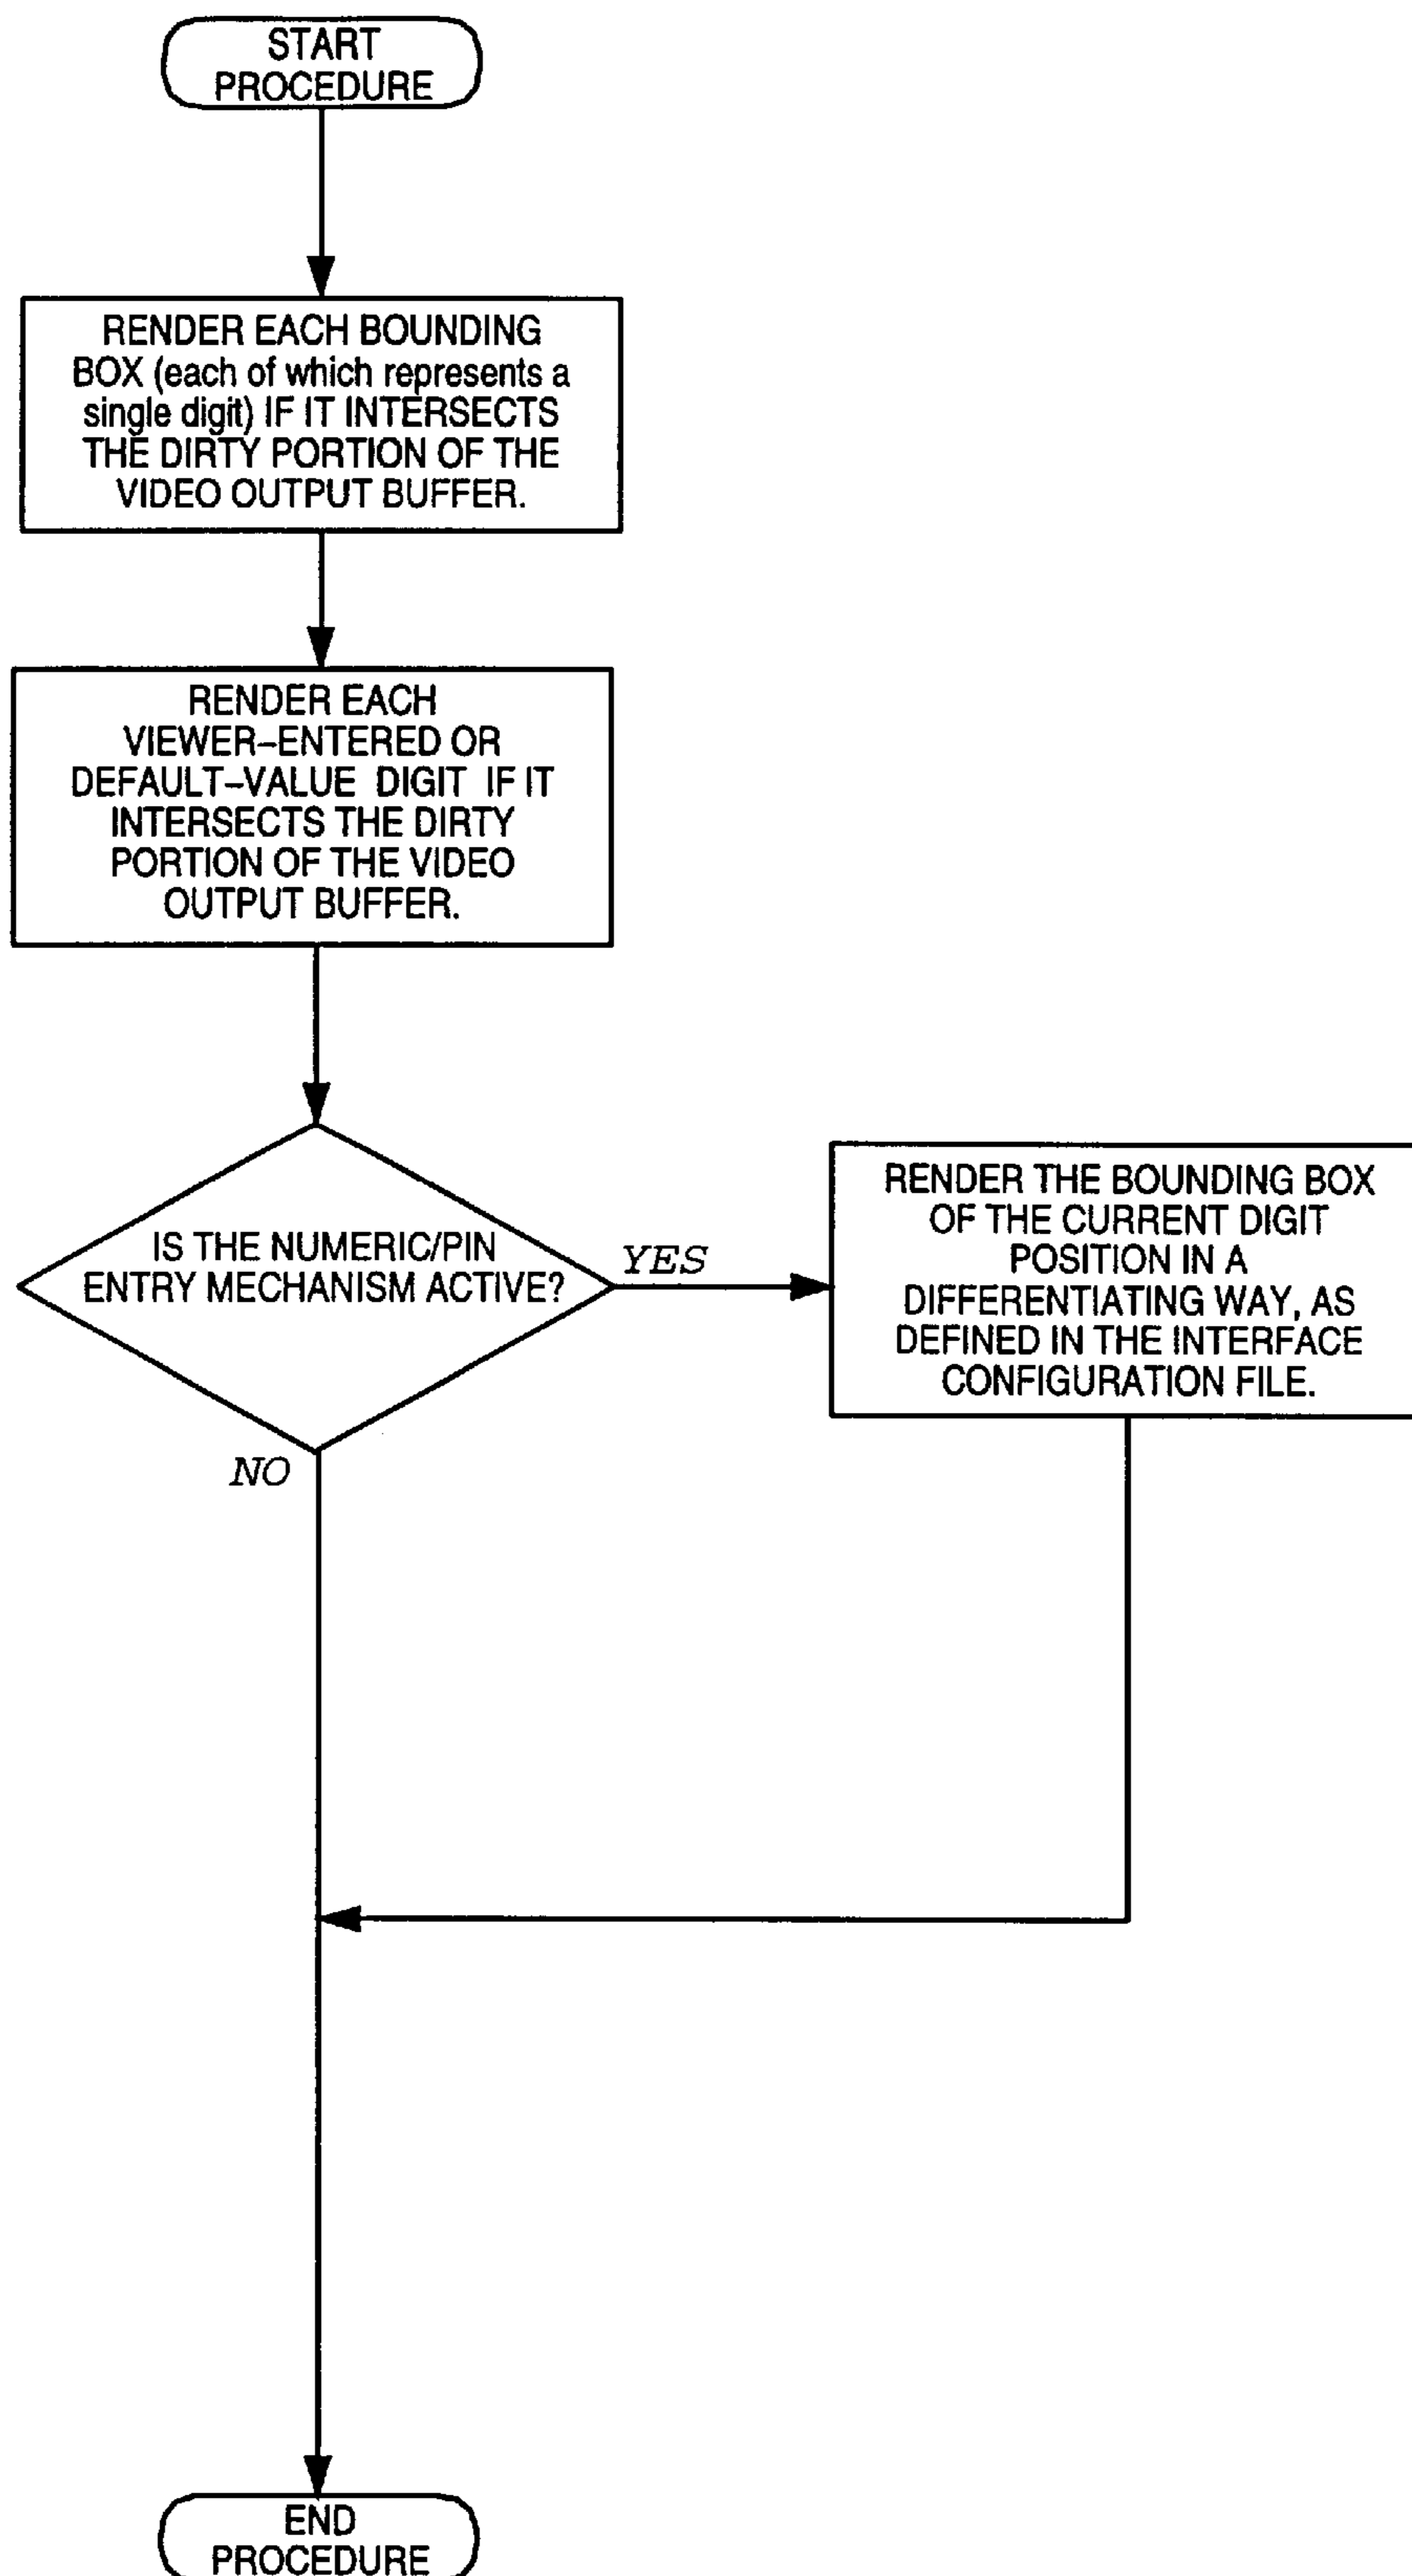 START
PROCEDURE
RENDER EACH BOUNDING
BOX (each of which represents a
single digit) IF IT INTERSECTS
THE DIRTY PORTION OF THE
VIDEO OUTPUT BUFFER.
RENDER EACH
VIEWER–ENTERED OR
DEFAULT–VALUE DIGIT IF IT
INTERSECTS THE DIRTY
PORTION OF THE VIDEO
OUTPUT BUFFER.
IS THE NUMERIC/PIN
ENTRY MECHANISM ACTIVE?
YES
RENDER THE BOUNDING BOX
OF THE CURRENT DIGIT
POSITION IN A
DIFFERENTIATING WAY, AS
DEFINED IN THE INTERFACE
CONFIGURATION FILE.
NO
END
PROCEDURE